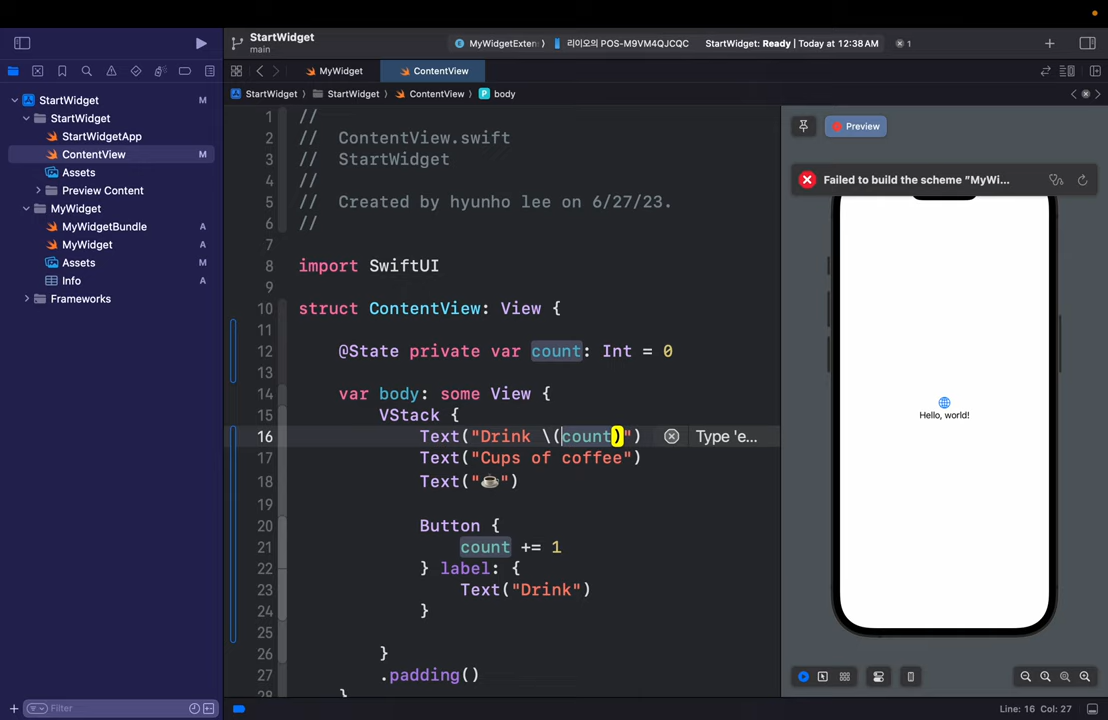 StartWidget
main
MyWidgetExten
리이오의 POS-M9VM4QJCQC
StartWidget: Ready | Today at 12:38 AM
1
MyWidget
ContentView
StartWidget
StartWidget
ContentView
body
StartWidget M
StartWidget
StartWidgetApp
ContentView M
Assets
Preview Content
MyWidget
MyWidgetBundle A
MyWidget A
Assets M
Info A
Frameworks
Filter
1 //
2 // ContentView.swift
3 // StartWidget
4 //
5 // Created by hyunho lee on 6/27/23.
6 //
7
8 import SwiftUI
9
10 struct ContentView: View {
11
12 @State private var count: Int = 0
13
14 var body: some View {
15 VStack {
16 Text("Drink \(count)") Type 'e...
17 Text("Cups of coffee")
18 Text("☕️")
19
20 Button {
21 count += 1
22 } label: {
23 Text("Drink")
24 }
25
26 }
27 .padding()
28 }
Preview
Failed to build the scheme "MyWi...
Hello, world!
Line: 16 Col: 27